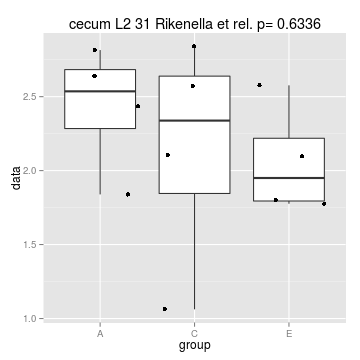 cecum L2 31 Rikenella et rel. p= 0.6336
data
2.5
2.0
1.5
1.0
A C E
group